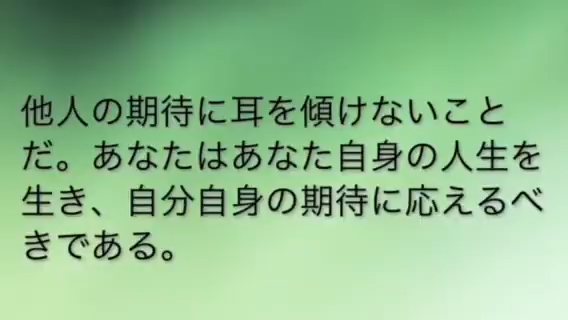 他人の期待に耳を傾けないこと
だ。あなたはあなた自身の人生を
生き、自分自身の期待に応えるべ
きである。